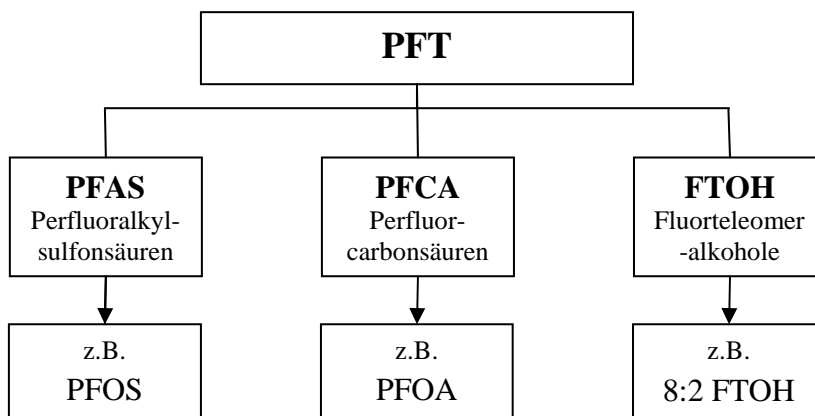 PFT
PFAS
Perfluoralkyl-
sulfonsäuren
PFCA
Perfluor-
carbonsäuren
FTOH
Fluorteleomer
-alkohole
z.B.
PFOS
z.B.
PFOA
z.B.
8:2 FTOH